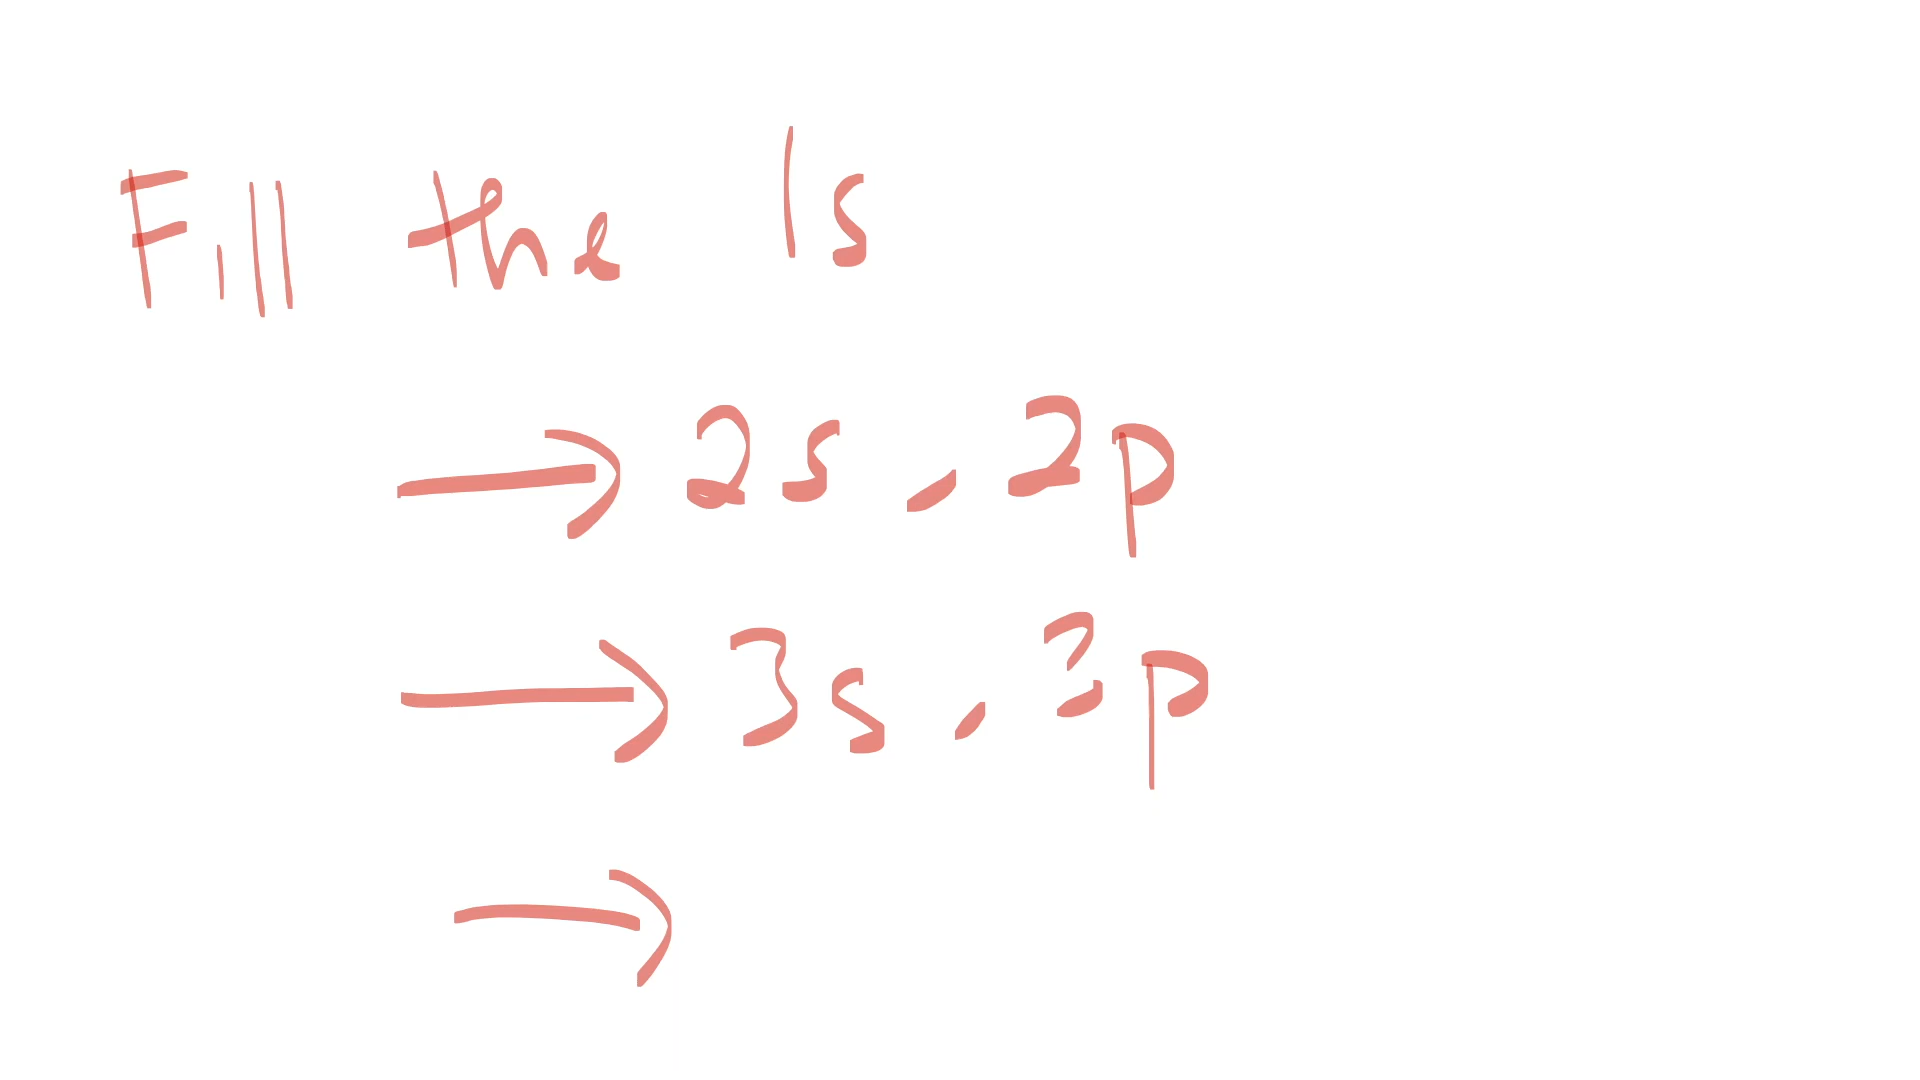 Fill the 1s
→ 2s, 2p
→ 3s, 3p
→